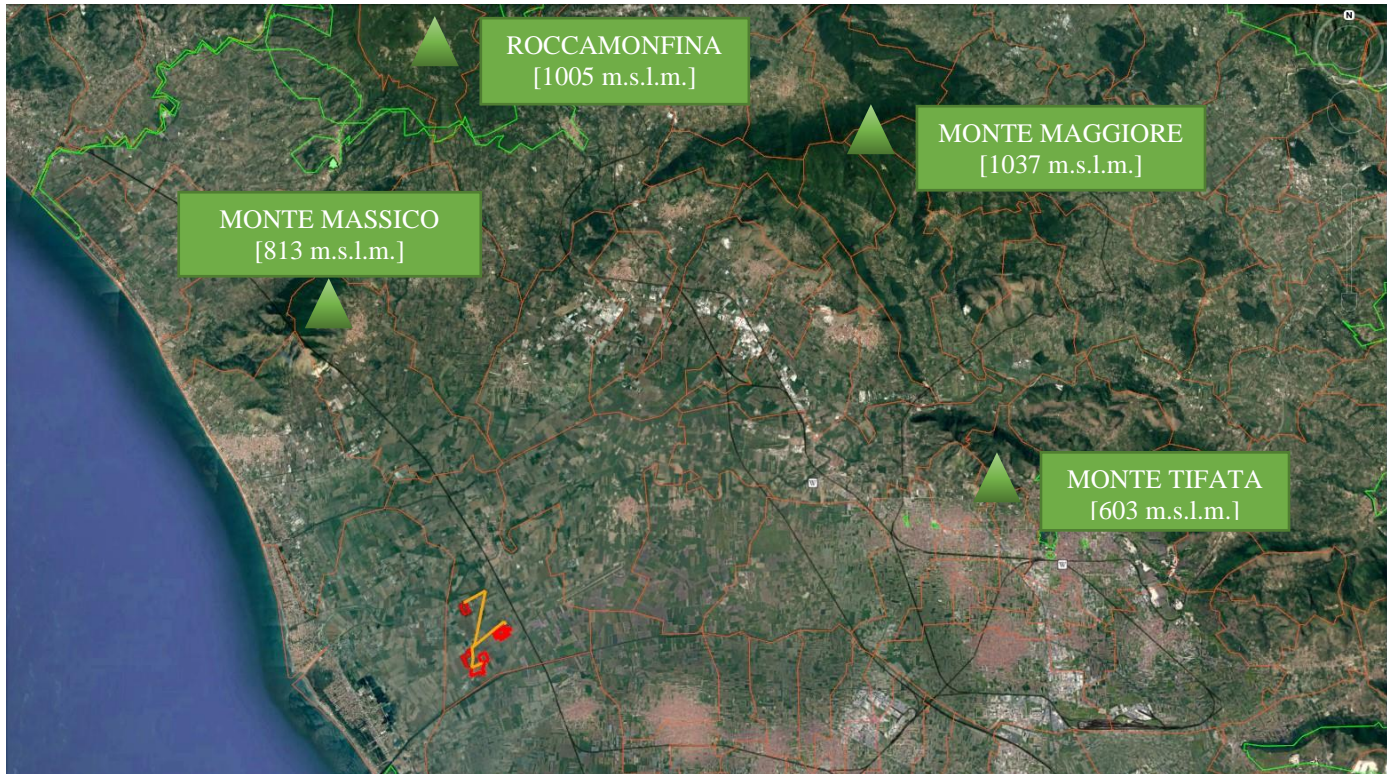 N
ROCCAMONFINA
[1005 m.s.l.m.]
MONTE MAGGIORE
[1037 m.s.l.m.]
MONTE MASSICO
[813 m.s.l.m.]
MONTE TIFATA
[603 m.s.l.m.]